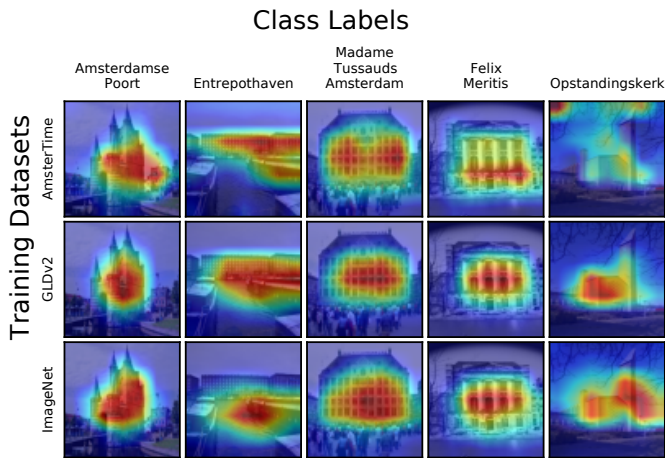 Class Labels
Amsterdamse
Poort
Entrepothaven
Madame
Tussauds
Amsterdam
Felix
Meritis
Opstandingskerk
Training Datasets
AmsterTime
GLDv2
ImageNet